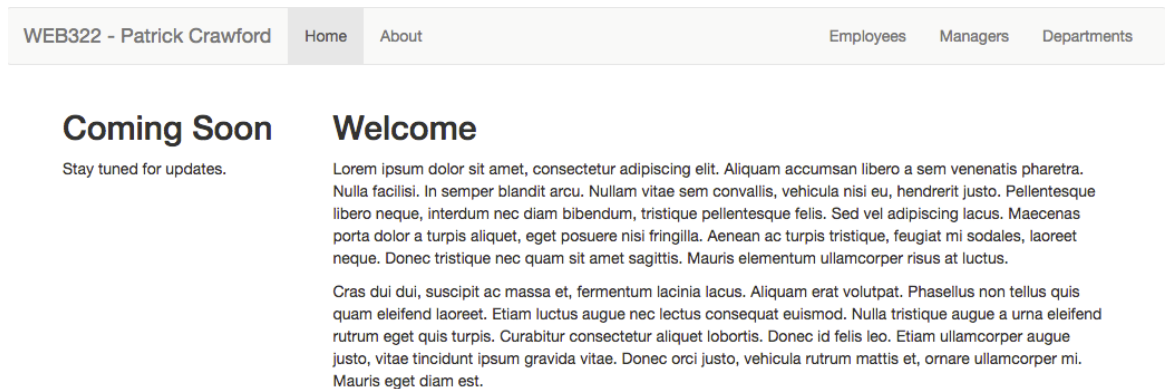 WEB322 - Patrick Crawford Home About Employees Managers Departments
Coming Soon
Stay tuned for updates.
Welcome
Lorem ipsum dolor sit amet, consectetur adipiscing elit. Aliquam accumsan libero a sem venenatis pharetra.
Nulla facilisi. In semper blandit arcu. Nullam vitae sem convallis, vehicula nisi eu, hendrerit justo. Pellentesque
libero neque, interdum nec diam bibendum, tristique pellentesque felis. Sed vel adipiscing lacus. Maecenas
porta dolor a turpis aliquet, eget posuere nisi fringilla. Aenean ac turpis tristique, feugiat mi sodales, laoreet
neque. Donec tristique nec quam sit amet sagittis. Mauris elementum ullamcorper risus at luctus.
Cras dui dui, suscipit ac massa et, fermentum lacinia lacus. Aliquam erat volutpat. Phasellus non tellus quis
quam eleifend laoreet. Etiam luctus augue nec lectus consequat euismod. Nulla tristique augue a urna eleifend
rutrum eget quis turpis. Curabitur consectetur aliquet lobortis. Donec id felis leo. Etiam ullamcorper augue
justo, vitae tincidunt ipsum gravida vitae. Donec orci justo, vehicula rutrum mattis et, ornare ullamcorper mi.
Mauris eget diam est.